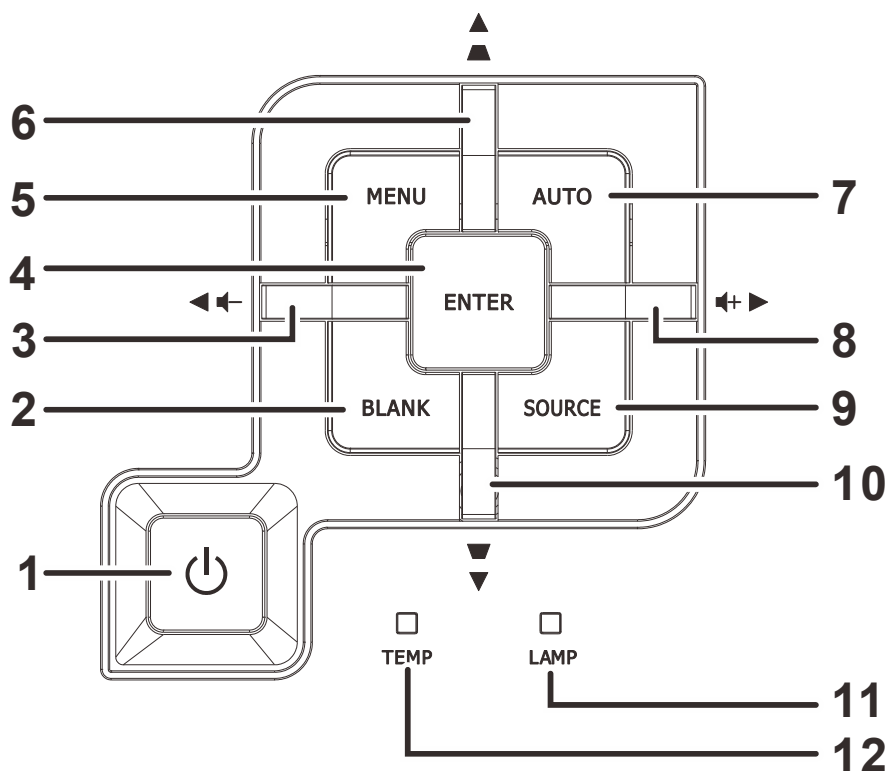 6
5 MENU AUTO 7
4 ENTER
3 - + 8
2 BLANK SOURCE 9
10
1
TEMP LAMP
11
12